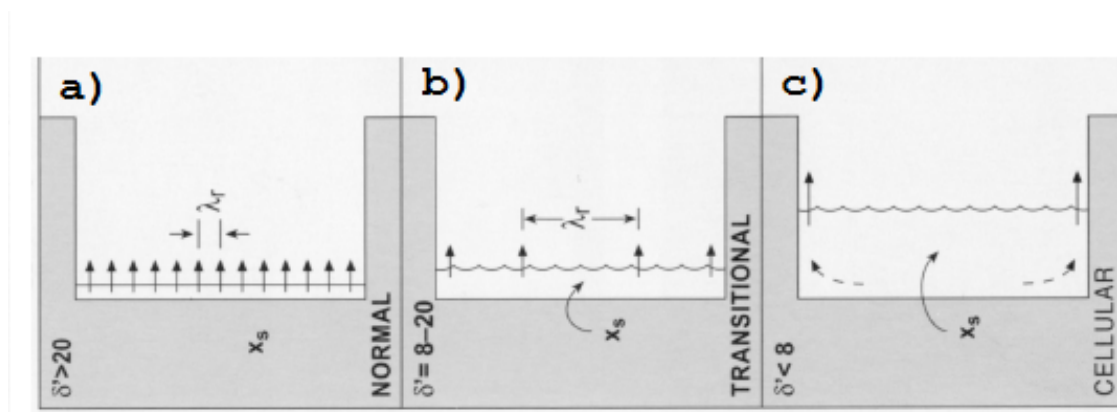 a)
λr
xs
δ'>20
NORMAL
b)
λr
xs
δ'= 8–20
TRANSITIONAL
c)
xs
δ'< 8
CELLULAR